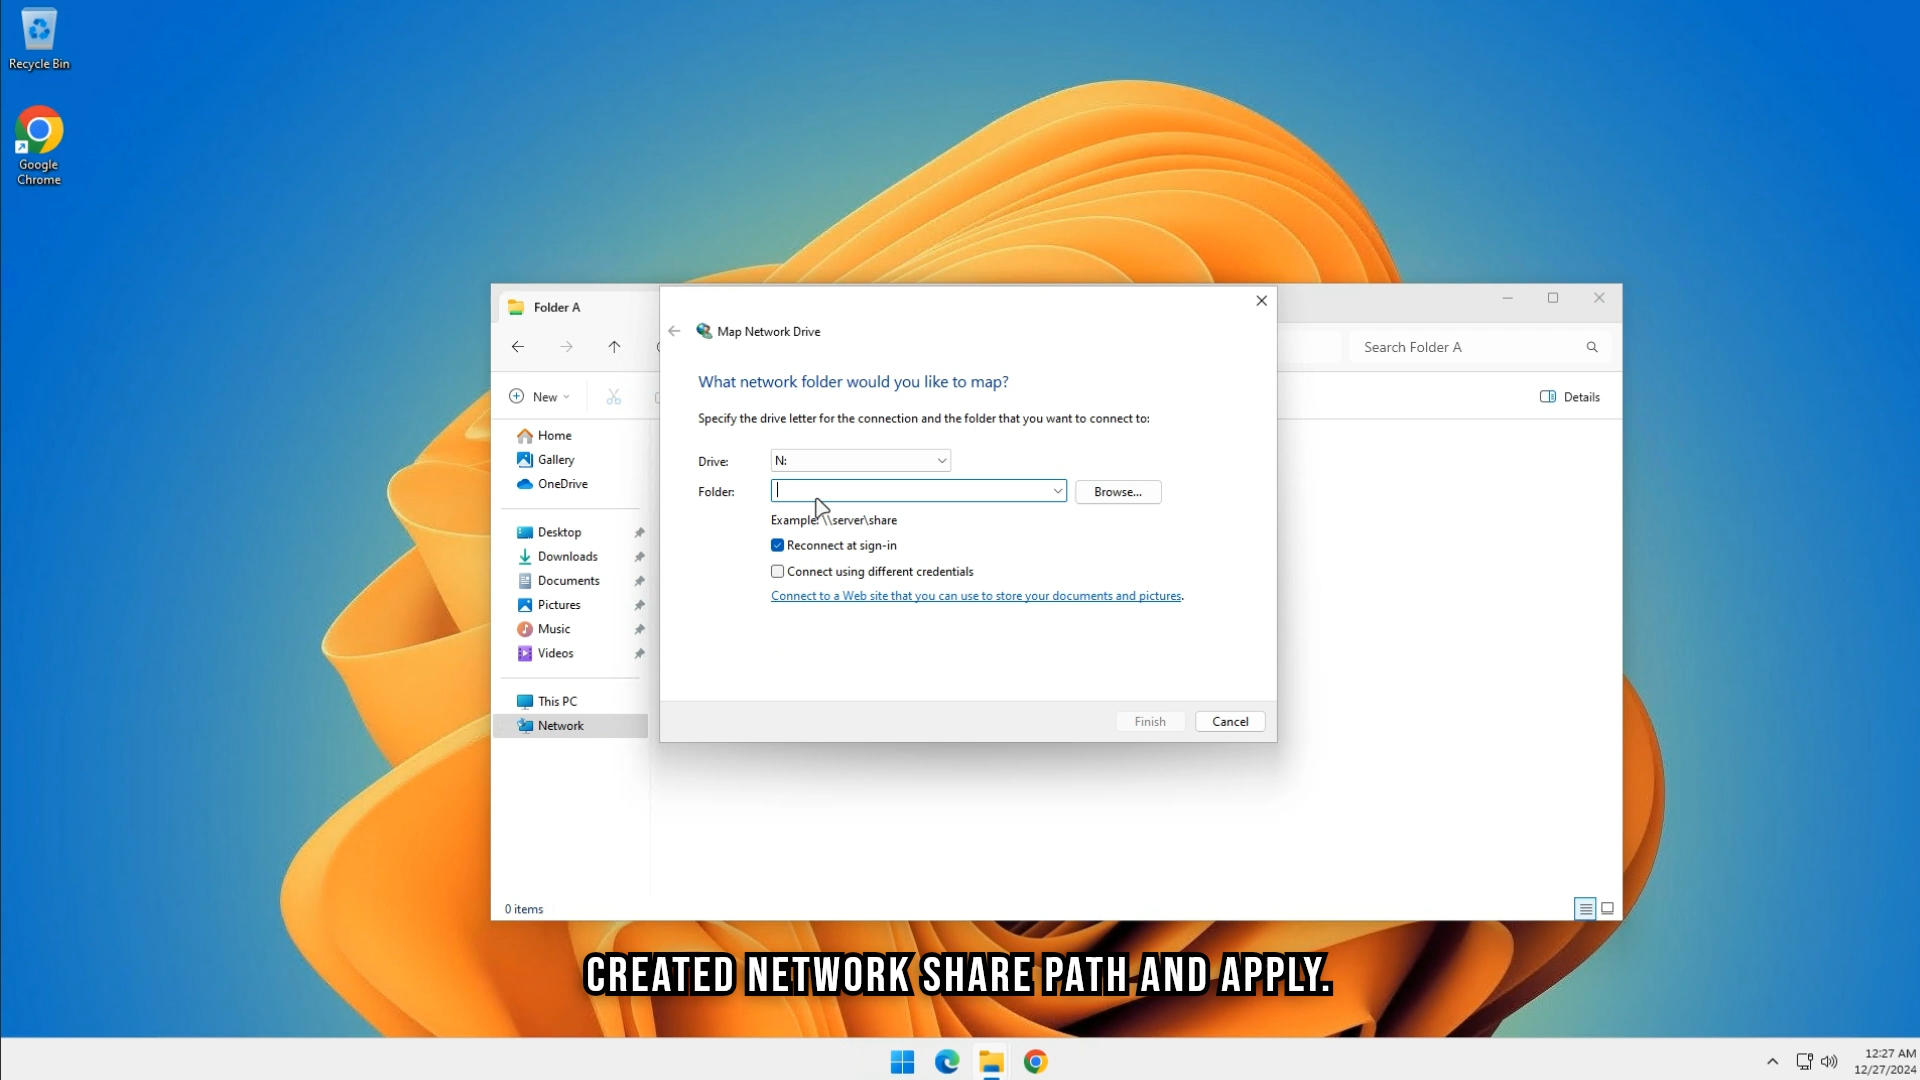 Recycle Bin
Google
Chrome
Folder A
Search Folder A
New
Details
Home
Gallery
OneDrive
Desktop
Downloads
Documents
Pictures
Music
Videos
This PC
Network
0 items
Map Network Drive
What network folder would you like to map?
Specify the drive letter for the connection and the folder that you want to connect to:
Drive: N:
Folder: Browse...
Example: \\server\share
Reconnect at sign-in
Connect using different credentials
Connect to a Web site that you can use to store your documents and pictures.
Finish Cancel
CREATED NETWORK SHARE PATH AND APPLY.
12:27 AM
12/27/2024